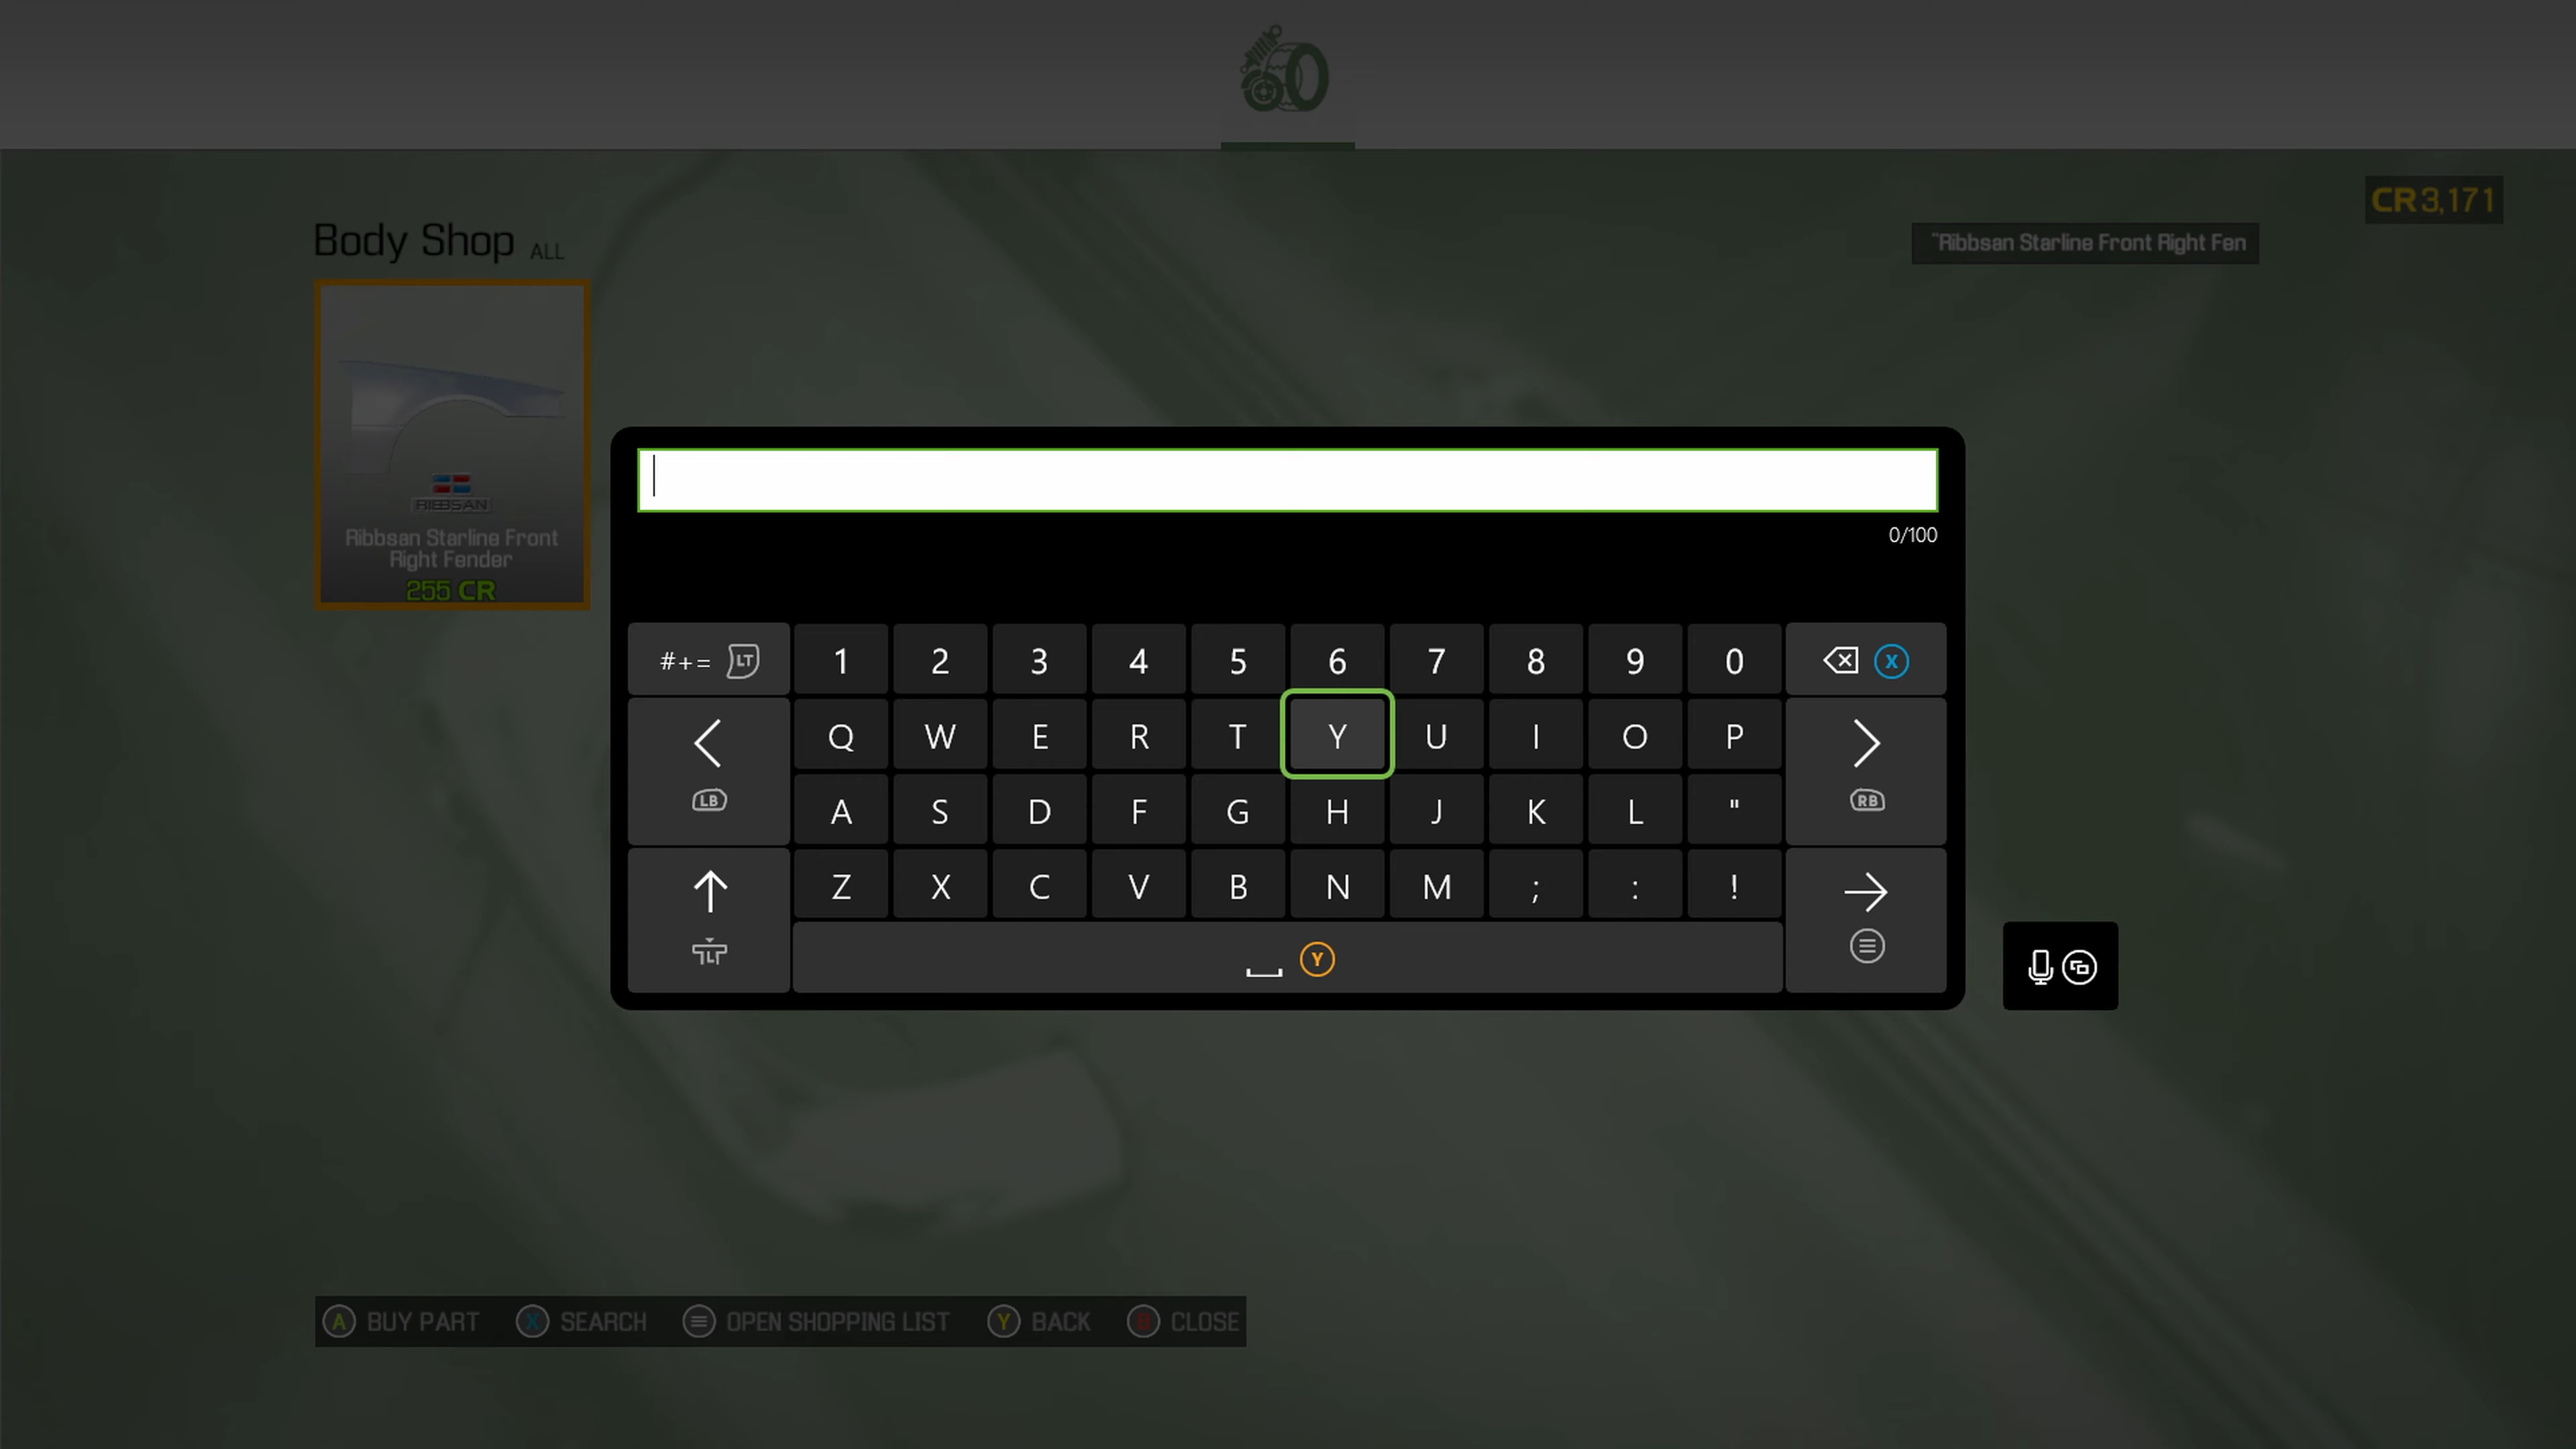 CR 3,171
Body Shop ALL
"Ribbsan Starline Front Right Fen
RIBBSAN
Ribbsan Starline Front
Right Fender
255 CR
0/100
#+= LT 1 2 3 4 5 6 7 8 9 0 X
Q W E R T Y U I O P
LB RB
A S D F G H J K L "
Z X C V B N M ; : !
Y
A BUY PART X SEARCH OPEN SHOPPING LIST Y BACK B CLOSE